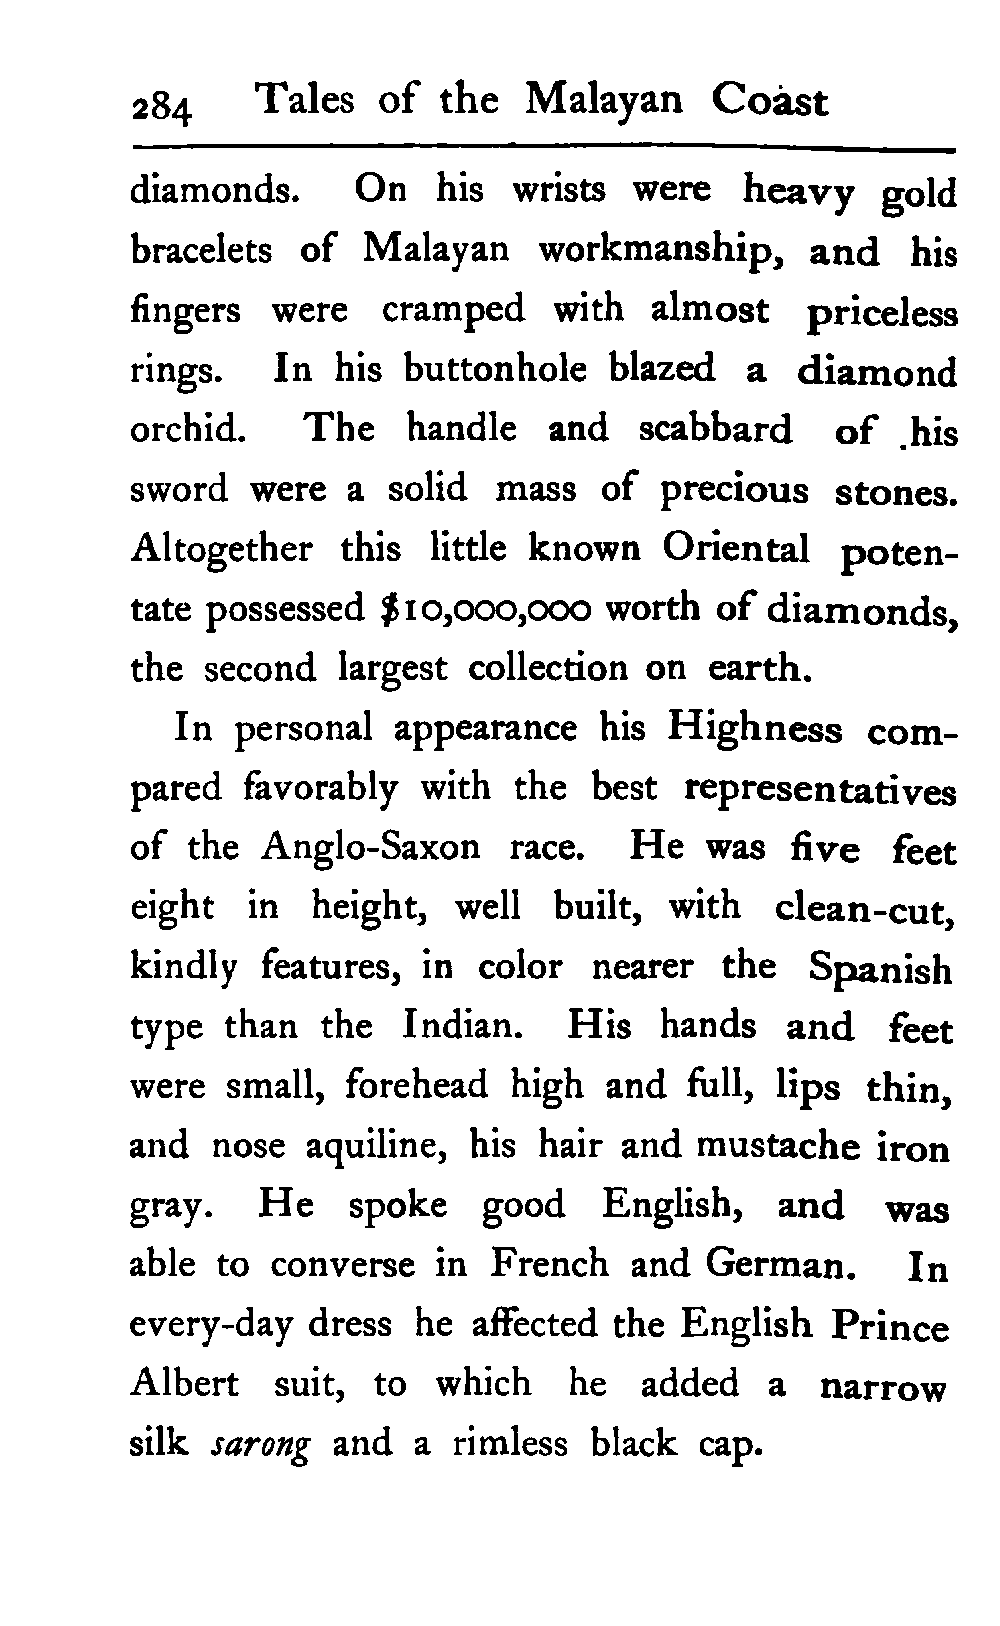 284 Tales of the Malayan Coast
diamonds. On his wrists were heavy gold
bracelets of Malayan workmanship, and his
fingers were cramped with almost priceless
rings. In his buttonhole blazed a diamond
orchid. The handle and scabbard of .his
sword were a solid mass of precious stones.
Altogether this little known Oriental poten-
tate possessed $10,000,000 worth of diamonds,
the second largest collection on earth.
In personal appearance his Highness com-
pared favorably with the best representatives
of the Anglo-Saxon race. He was five feet
eight in height, well built, with clean-cut,
kindly features, in color nearer the Spanish
type than the Indian. His hands and feet
were small, forehead high and full, lips thin,
and nose aquiline, his hair and mustache iron
gray. He spoke good English, and was
able to converse in French and German. In
every-day dress he affected the English Prince
Albert suit, to which he added a narrow
silk sarong and a rimless black cap.